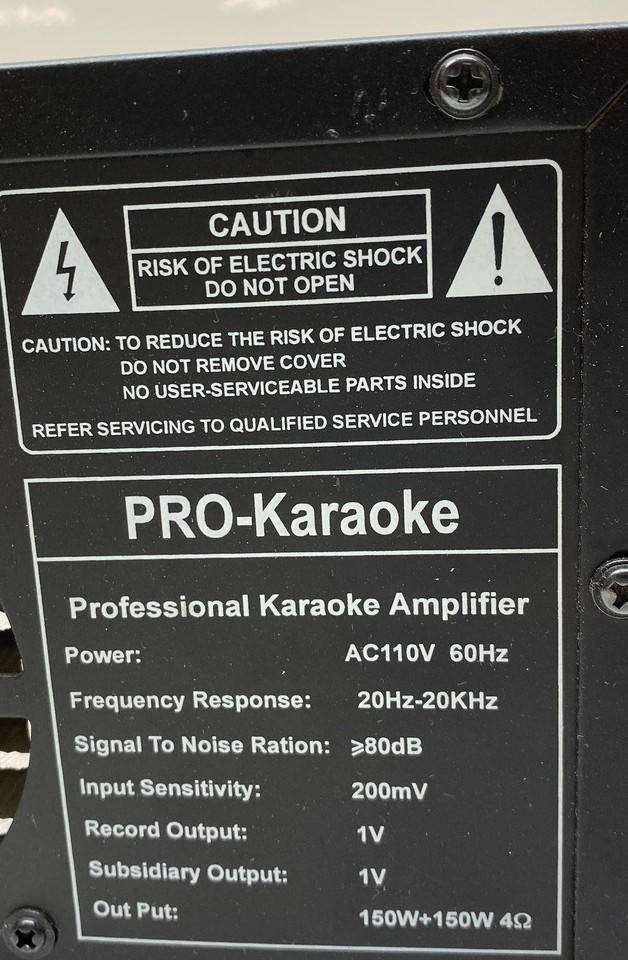 CAUTION
RISK OF ELECTRIC SHOCK
DO NOT OPEN
CAUTION: TO REDUCE THE RISK OF ELECTRIC SHOCK
DO NOT REMOVE COVER
NO USER-SERVICEABLE PARTS INSIDE
REFER SERVICING TO QUALIFIED SERVICE PERSONNEL
PRO-Karaoke
Professional Karaoke Amplifier
Power: AC110V 60Hz
Frequency Response: 20Hz-20KHz
Signal To Noise Ration: ⩾80dB
Input Sensitivity: 200mV
Record Output: 1V
Subsidiary Output: 1V
Out Put: 150W+150W 4Ω